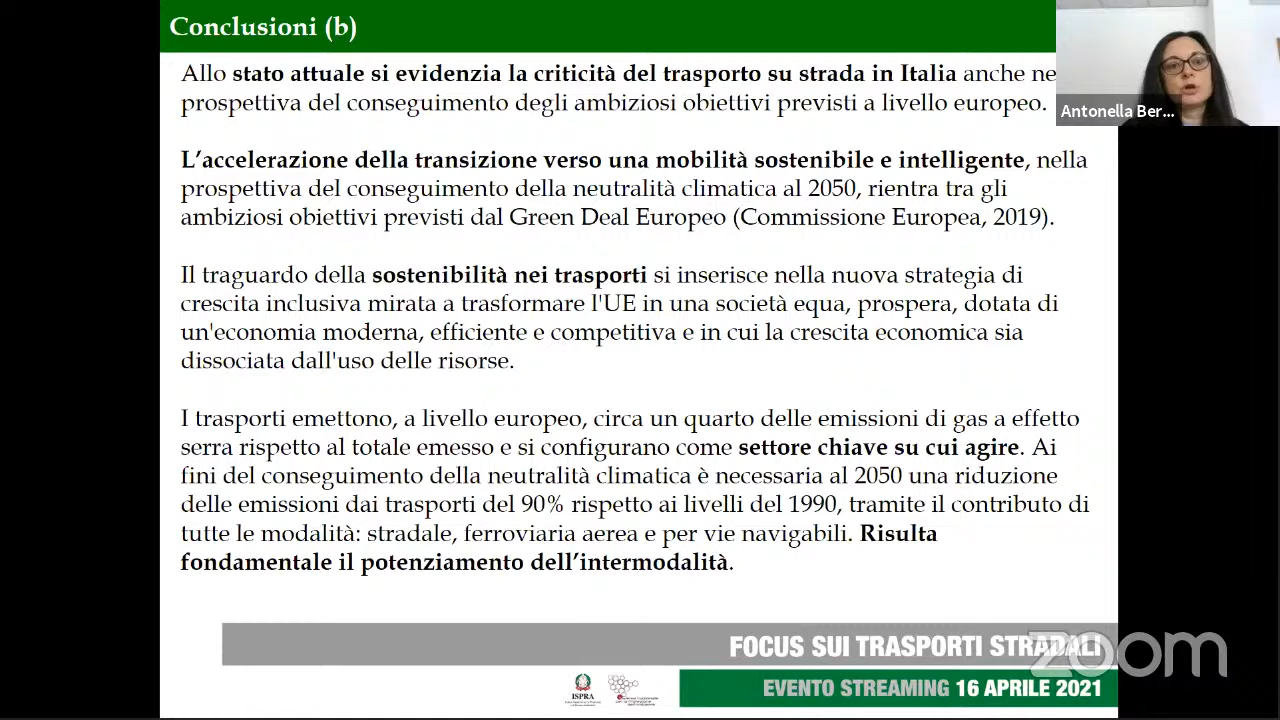 Conclusioni (b)
Allo stato attuale si evidenzia la criticità del trasporto su strada in Italia anche ne
prospettiva del conseguimento degli ambiziosi obiettivi previsti a livello europeo.
Antonella Ber...
L’accelerazione della transizione verso una mobilità sostenibile e intelligente, nella
prospettiva del conseguimento della neutralità climatica al 2050, rientra tra gli
ambiziosi obiettivi previsti dal Green Deal Europeo (Commissione Europea, 2019).
Il traguardo della sostenibilità nei trasporti si inserisce nella nuova strategia di
crescita inclusiva mirata a trasformare l'UE in una società equa, prospera, dotata di
un'economia moderna, efficiente e competitiva e in cui la crescita economica sia
dissociata dall'uso delle risorse.
I trasporti emettono, a livello europeo, circa un quarto delle emissioni di gas a effetto
serra rispetto al totale emesso e si configurano come settore chiave su cui agire. Ai
fini del conseguimento della neutralità climatica è necessaria al 2050 una riduzione
delle emissioni dai trasporti del 90% rispetto ai livelli del 1990, tramite il contributo di
tutte le modalità: stradale, ferroviaria aerea e per vie navigabili. Risulta
fondamentale il potenziamento dell’intermodalità.
FOCUS SUI TRASPORTI STRADALI
zoom
ISPRA
EVENTO STREAMING 16 APRILE 2021